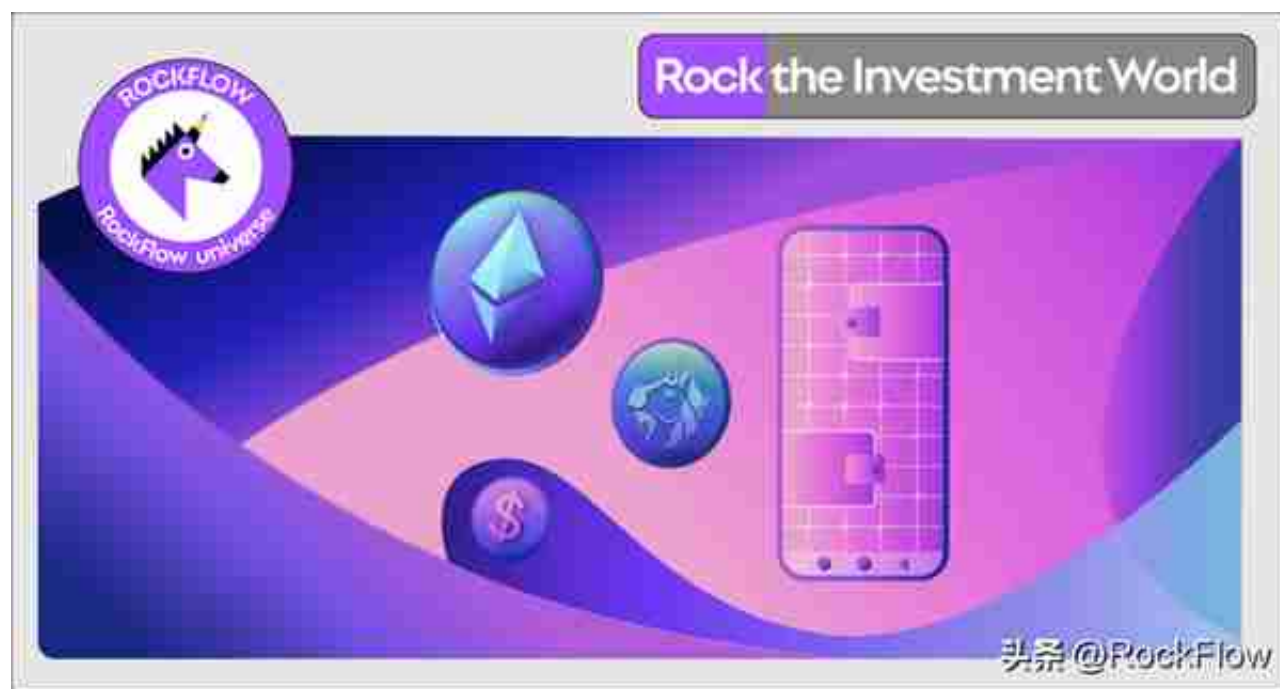 Rock the Investment World
ROCKFLOW
RockFlow universe
$
头条 @RockFlow